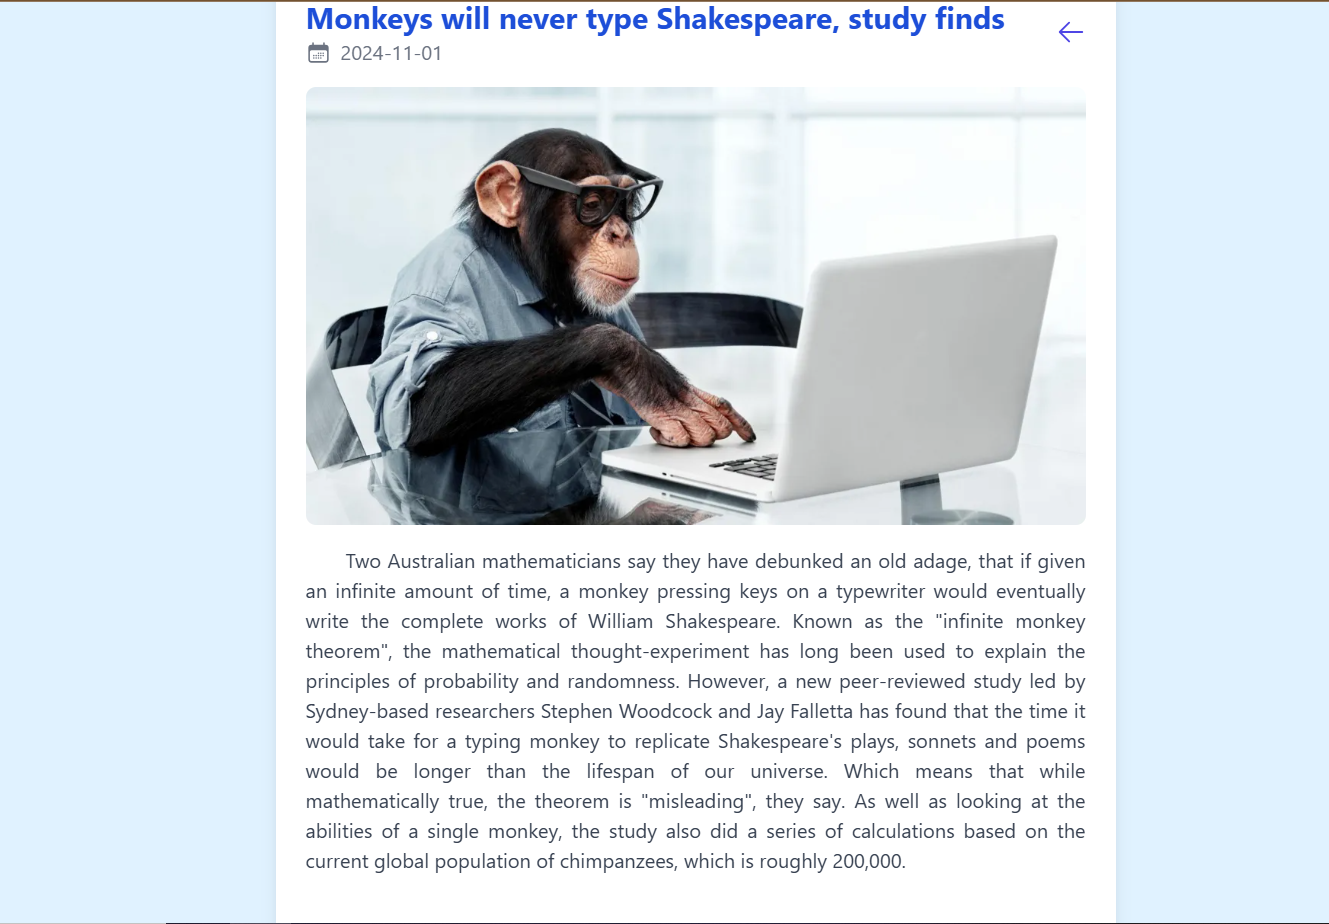 Monkeys will never type Shakespeare, study finds
2024-11-01
Two Australian mathematicians say they have debunked an old adage, that if given
an infinite amount of time, a monkey pressing keys on a typewriter would eventually
write the complete works of William Shakespeare. Known as the "infinite monkey
theorem", the mathematical thought-experiment has long been used to explain the
principles of probability and randomness. However, a new peer-reviewed study led by
Sydney-based researchers Stephen Woodcock and Jay Falletta has found that the time it
would take for a typing monkey to replicate Shakespeare's plays, sonnets and poems
would be longer than the lifespan of our universe. Which means that while
mathematically true, the theorem is "misleading", they say. As well as looking at the
abilities of a single monkey, the study also did a series of calculations based on the
current global population of chimpanzees, which is roughly 200,000.